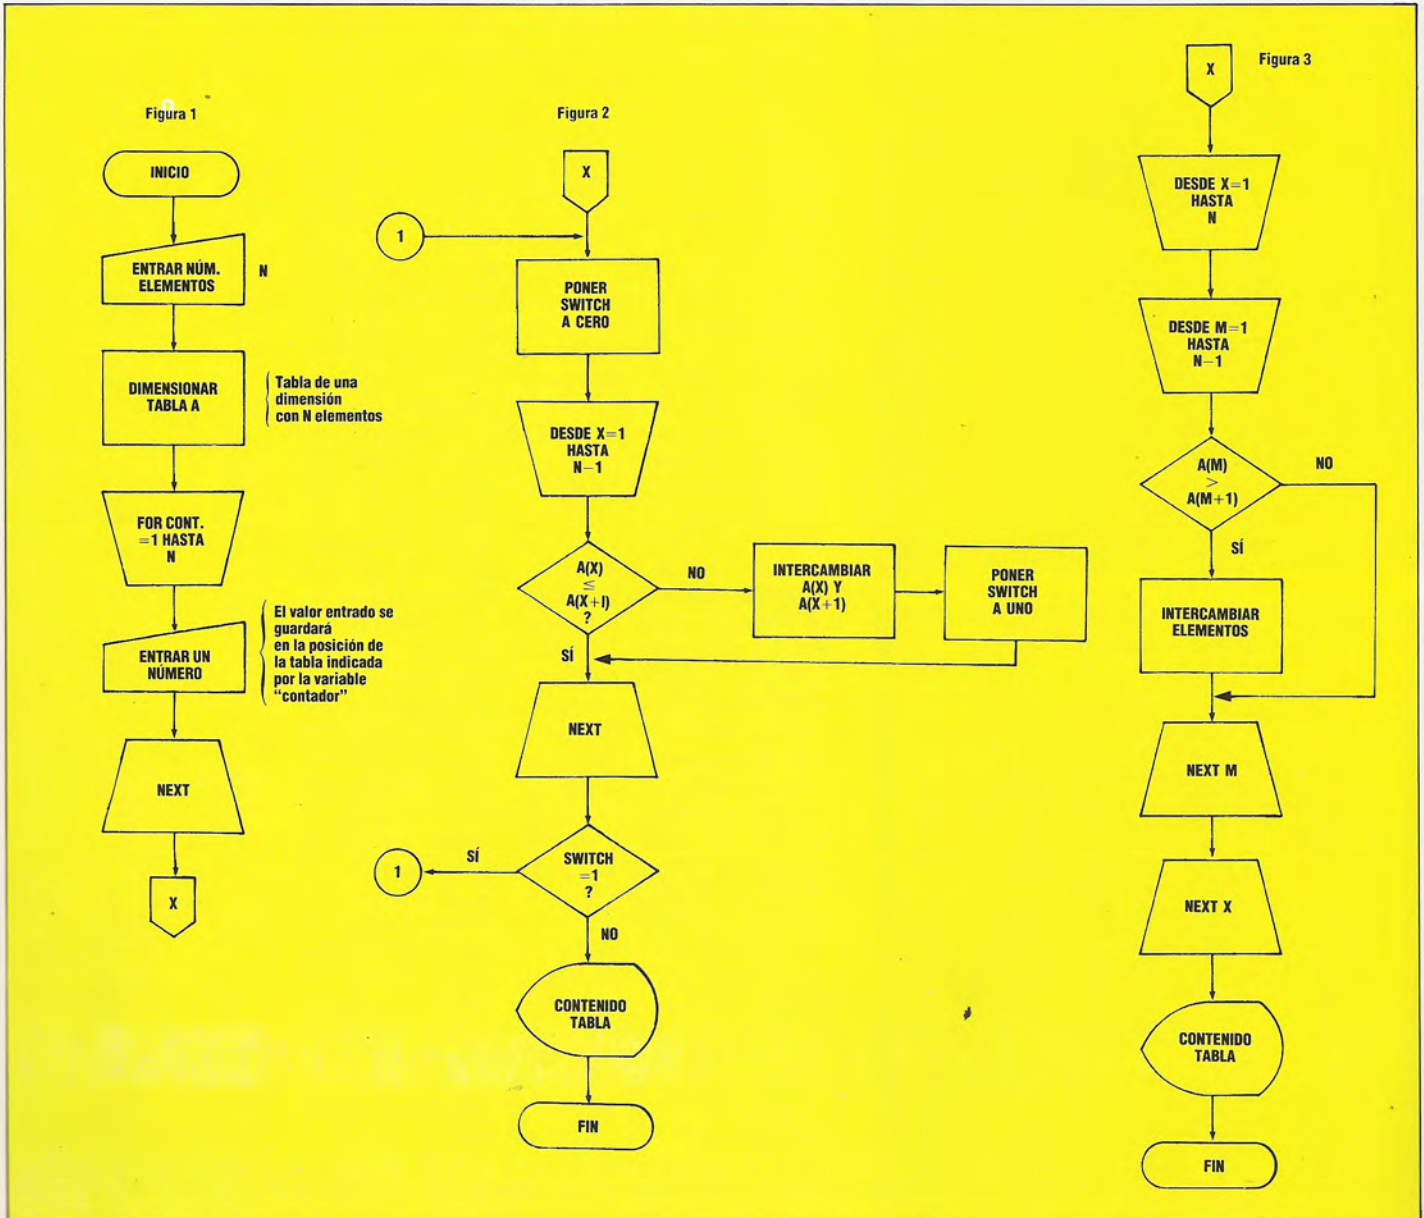 Figura 1
INICIO
ENTRAR NÚM.
ELEMENTOS
N
DIMENSIONAR
TABLA A
Tabla de una
dimensión
con N elementos
FOR CONT.
=1 HASTA
N
ENTRAR UN
NÚMERO
El valor entrado se
guardará
en la posición de
la tabla indicada
por la variable
“contador”
NEXT
X
Figura 2
X
1
PONER
SWITCH
A CERO
DESDE X=1
HASTA
N−1
A(X)
≤
A(X+I)
?
NO
INTERCAMBIAR
A(X) Y
A(X+1)
PONER
SWITCH
A UNO
SÍ
NEXT
SWITCH
=1
?
SÍ
1
NO
CONTENIDO
TABLA
FIN
Figura 3
X
DESDE X=1
HASTA
N
DESDE M=1
HASTA
N−1
A(M)
>
A(M+1)
NO
SÍ
INTERCAMBIAR
ELEMENTOS
NEXT M
NEXT X
CONTENIDO
TABLA
FIN